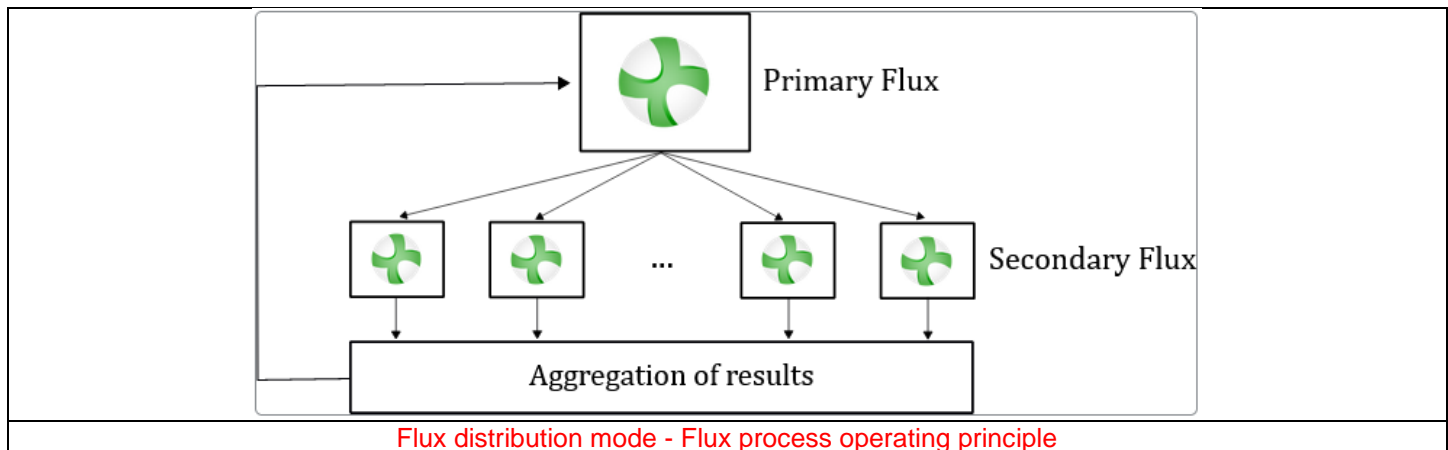 Primary Flux
Secondary Flux
...
Aggregation of results
Flux distribution mode - Flux process operating principle